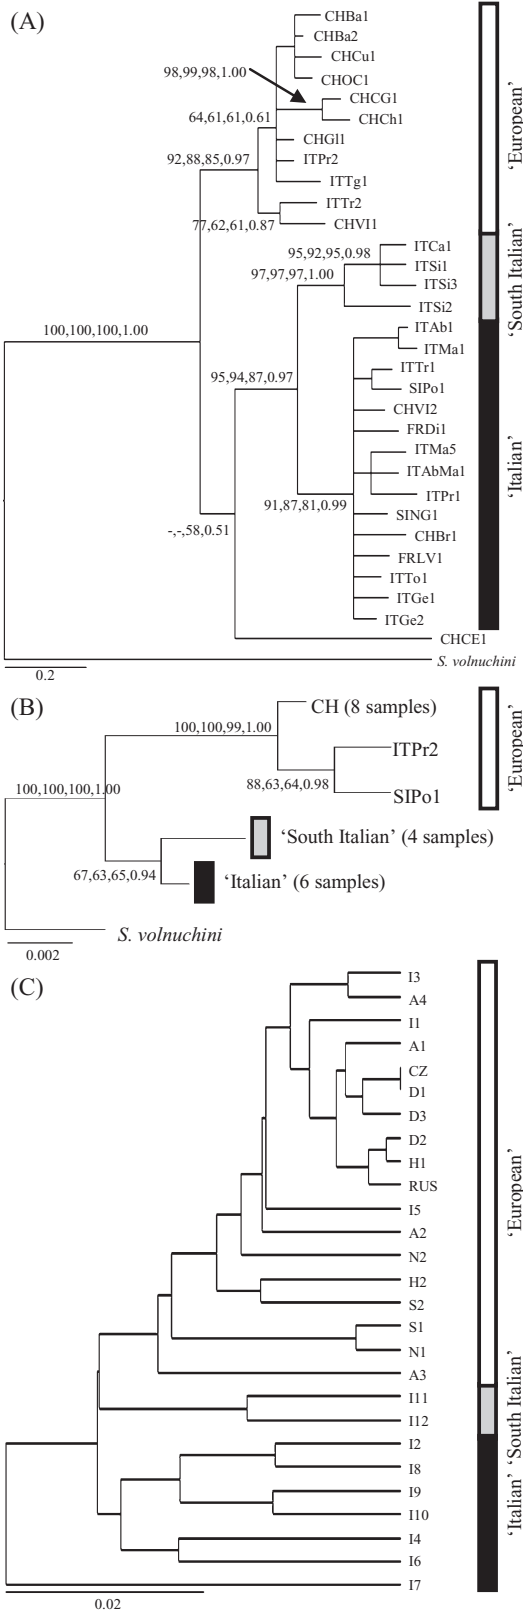 (A)
CHBa1
CHBa2
CHCu1
98,99,98,1.00
CHOC1
CHCG1
64,61,61,0.61
CHCh1
CHGl1
92,88,85,0.97
ITPr2
ITTg1
ITTr2
77,62,61,0.87
CHVI1
'European'
95,92,95,0.98
ITCa1
97,97,97,1.00
ITSi1
ITSi3
ITSi2
'South Italian'
100,100,100,1.00
ITAb1
ITMa1
95,94,87,0.97
ITTr1
SIPo1
CHVI2
FRDi1
ITMa5
ITAbMa1
ITPr1
91,87,81,0.99
SING1
-,-,58,0.51
CHBr1
FRLV1
ITTo1
ITGe1
ITGe2
'Italian'
CHCE1
S. volnuchini
0.2
(B)
CH (8 samples)
100,100,99,1.00
ITPr2
88,63,64,0.98
SIPo1
'European'
100,100,100,1.00
'South Italian' (4 samples)
67,63,65,0.94
'Italian' (6 samples)
S. volnuchini
0.002
(C)
I3
A4
I1
A1
CZ
D1
D3
D2
H1
RUS
I5
A2
N2
H2
S2
S1
N1
A3
'European'
I11
I12
'South Italian'
I2
I8
I9
I10
I4
I6
I7
'Italian'
0.02